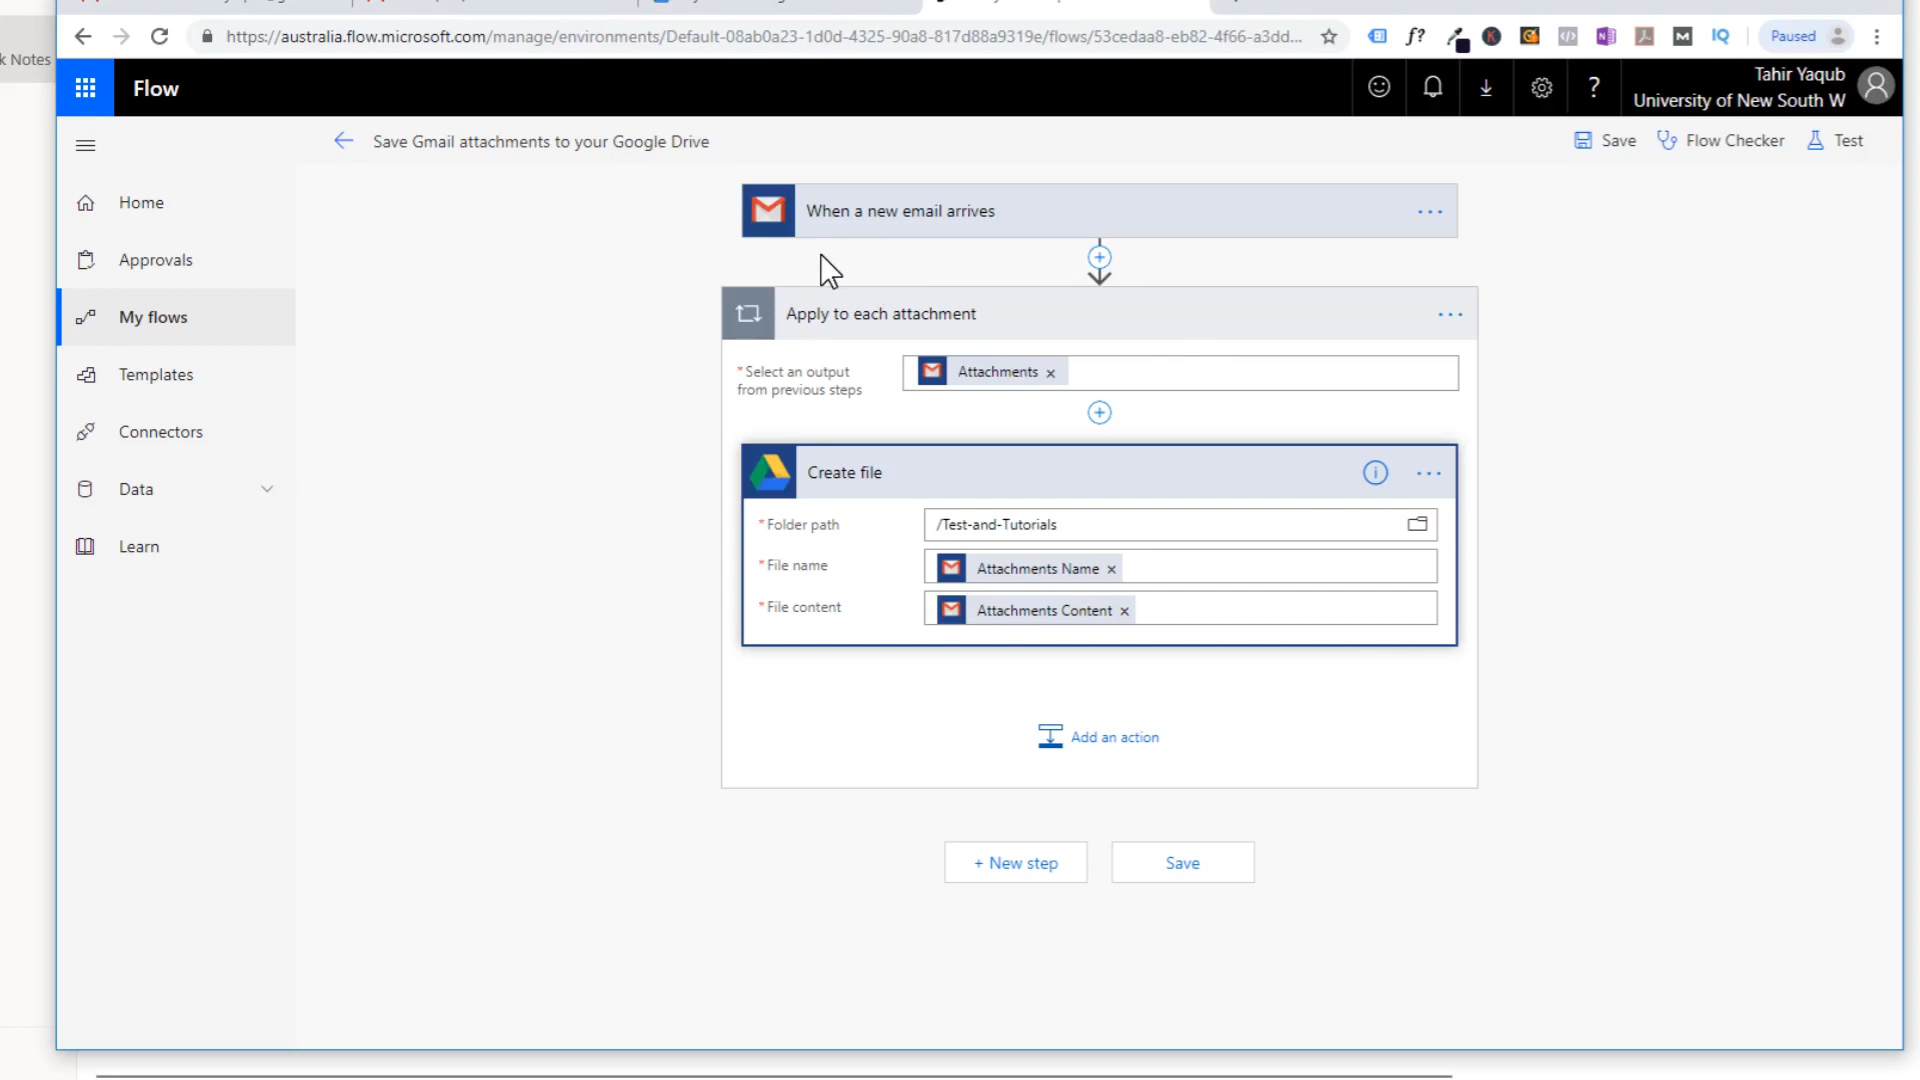 k Notes
https://australia.flow.microsoft.com/manage/environments/Default-08ab0a23-1d0d-4325-90a8-817d88a9319e/flows/53cedaa8-eb82-4f66-a3dd...
f?
K
M
IQ
Paused
Flow
?
Tahir Yaqub
University of New South W
Save Gmail attachments to your Google Drive
Save
Flow Checker
Test
Home
Approvals
My flows
Templates
Connectors
Data
Learn
When a new email arrives
Apply to each attachment
*Select an output
from previous steps
Attachments ×
Create file
*Folder path
/Test-and-Tutorials
*File name
Attachments Name ×
*File content
Attachments Content ×
Add an action
+ New step
Save